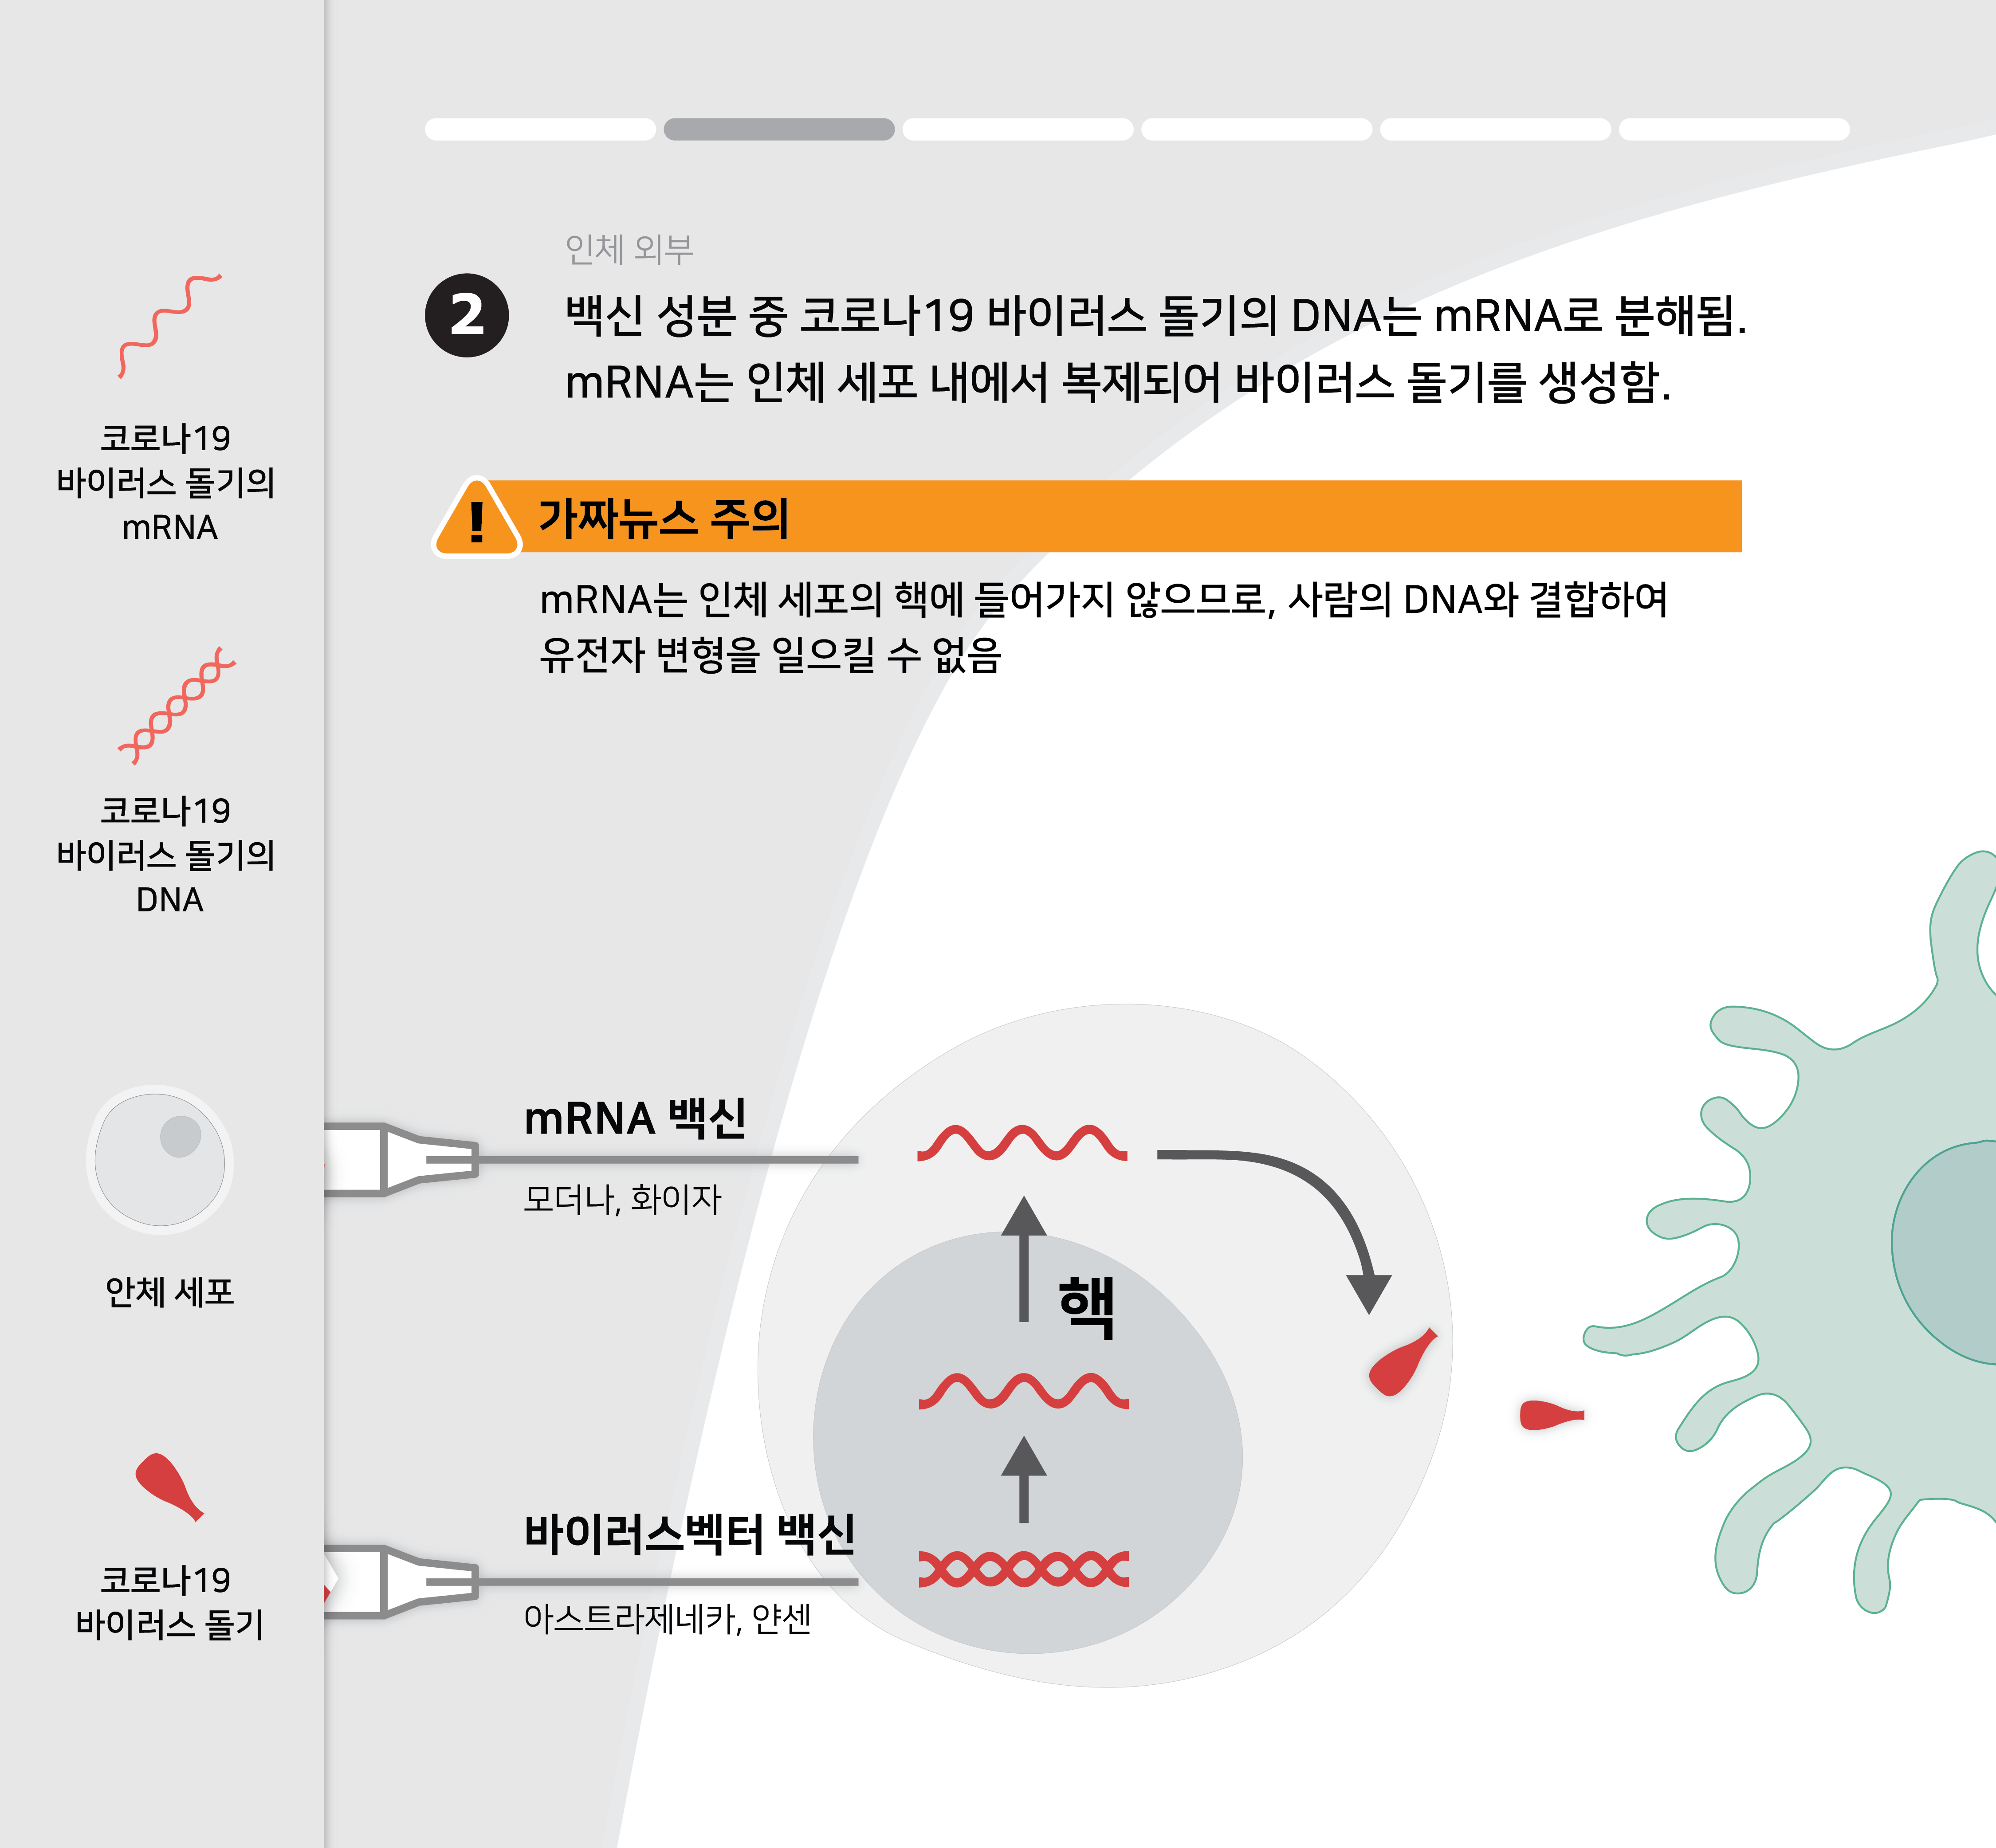 인체 외부
2
백신 성분 중 코로나19 바이러스 돌기의 DNA는 mRNA로 분해됨.
mRNA는 인체 세포 내에서 복제되어 바이러스 돌기를 생성함.
!
가짜뉴스 주의
mRNA는 인체 세포의 핵에 들어가지 않으므로, 사람의 DNA와 결합하여
유전자 변형을 일으킬 수 없음
코로나19
바이러스 돌기의
mRNA
코로나19
바이러스 돌기의
DNA
안체 세포
코로나19
바이러스 돌기
mRNA 백신
모더나, 화이자
핵
바이러스벡터 백신
아스트라제네카, 얀센